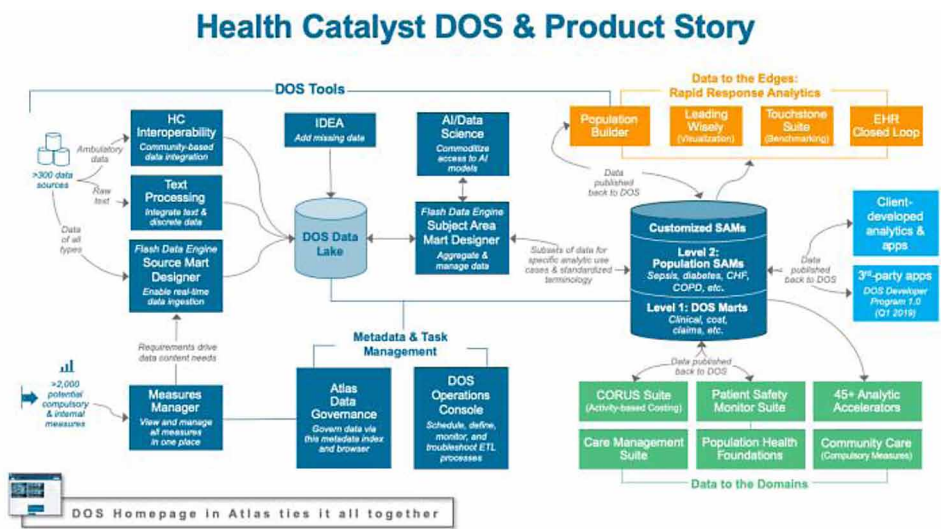 Health Catalyst DOS & Product Story
DOS Tools
>300 data
sources
Ambulatory
data
Raw
text
Data
of all
types
HC
Interoperability
Community-based
data integration
Text
Processing
Integrate text &
discrete data
Flash Data Engine
Source Mart
Designer
Enable real-time
data ingestion
Requirements drive
data content needs
>2,000
potential
compulsory
& internal
measures
Measures
Manager
View and manage
all measures
in one place
IDEA
Add missing data
DOS Data
Lake
AI/Data
Science
Commoditize
access to AI
models
Flash Data Engine
Subject Area
Mart Designer
Aggregate &
manage data
Metadata & Task
Management
Atlas
Data
Governance
Govern data via
this metadata index
and browser
DOS
Operations
Console
Schedule, define,
monitor, and
troubleshoot ETL
processes
Subsets of data for
specific analytic use
cases & standardized
terminology
Data to the Edges:
Rapid Response Analytics
Population
Builder
Leading
Wisely
(Visualization)
Touchstone
Suite
(Benchmarking)
EHR
Closed Loop
Data
published
back to DOS
Customized SAMs
Level 2:
Population SAMs
Sepsis, diabetes, CHF,
COPD, etc.
Level 1: DOS Marts
Clinical, cost,
claims, etc.
Data
published
back to DOS
Client-
developed
analytics &
apps
3rd-party apps
DOS Developer
Program 1.0
(Q1 2019)
Data published
back to DOS
CORUS Suite
(Activity-based Costing)
Patient Safety
Monitor Suite
45+ Analytic
Accelerators
Care Management
Suite
Population Health
Foundations
Community Care
(Compulsory Measures)
Data to the Domains
DOS Homepage in Atlas ties it all together